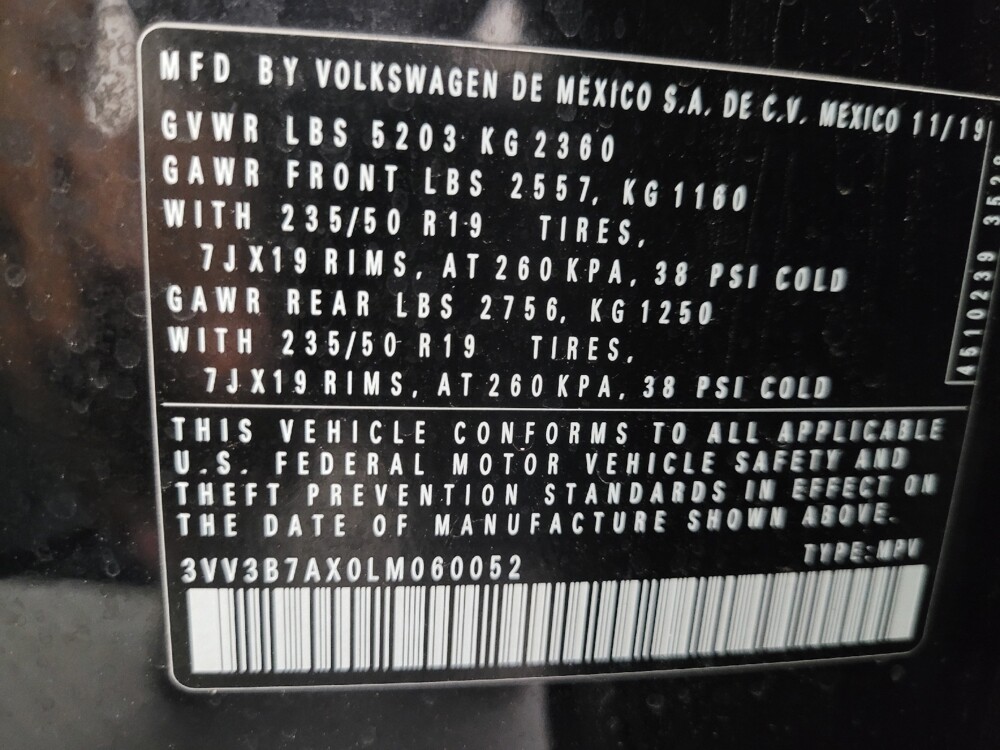 MFD BY VOLKSWAGEN DE MEXICO S.A. DE C.V. MEXICO 11/19
GVWR LBS 5203 KG 2360
GAWR FRONT LBS 2557, KG 1160
WITH 235/50 R19 TIRES,
7JX19 RIMS, AT 260 KPA, 38 PSI COLD
GAWR REAR LBS 2756, KG 1250
WITH 235/50 R19 TIRES,
7JX19 RIMS, AT 260 KPA, 38 PSI COLD
4510239 3520
THIS VEHICLE CONFORMS TO ALL APPLICABLE
U.S. FEDERAL MOTOR VEHICLE SAFETY AND
THEFT PREVENTION STANDARDS IN EFFECT ON
THE DATE OF MANUFACTURE SHOWN ABOVE.
TYPE:MPV
3VV3B7AX0LM060052